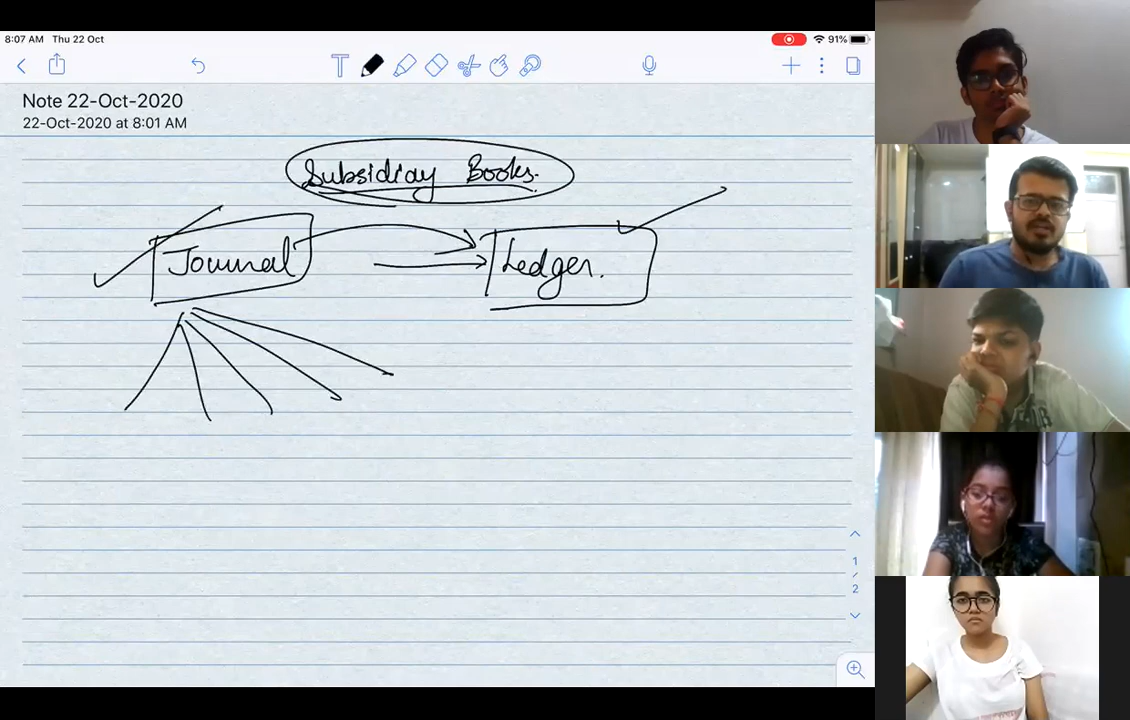 8:07 AM Thu 22 Oct
91%
T
Note 22-Oct-2020
22-Oct-2020 at 8:01 AM
Subsidiay Books.
Journal
Ledger.
1
/
2